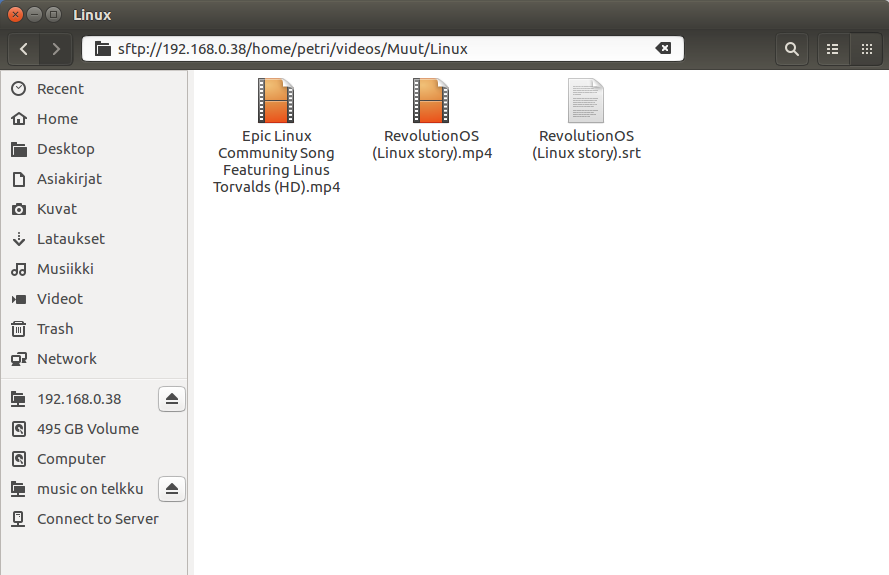 Linux
sftp://192.168.0.38/home/petri/videos/Muut/Linux
Recent
Home
Desktop
Asiakirjat
Kuvat
Lataukset
Musiikki
Videot
Trash
Network
192.168.0.38
495 GB Volume
Computer
music on telkku
Connect to Server
Epic Linux
Community Song
Featuring Linus
Torvalds (HD).mp4
RevolutionOS
(Linux story).mp4
RevolutionOS
(Linux story).srt